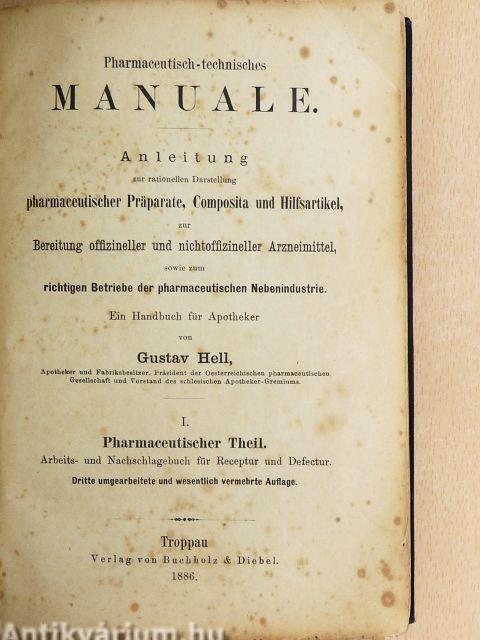 Pharmaceutisch-technisches
MANUALE.
Anleitung
zur rationellen Darstellung
pharmaceutischer Präparate, Composita und Hilfsartikel,
zur
Bereitung offizineller und nichtoffizineller Arzneimittel,
sowie zum
richtigen Betriebe der pharmaceutischen Nebenindustrie.
Ein Handbuch für Apotheker
von
Gustav Hell,
Apotheker und Fabriksbesitzer, Präsident der Oesterreichischen pharmaceutischen
Gesellschaft und Vorstand des schlesischen Apotheker-Gremiums.
I.
Pharmaceutischer Theil.
Arbeits- und Nachschlagebuch für Receptur und Defectur.
Dritte umgearbeitete und wesentlich vermehrte Auflage.
Troppau
Verlag von Buchholz & Diebel.
1886.
Antikvárium.hu